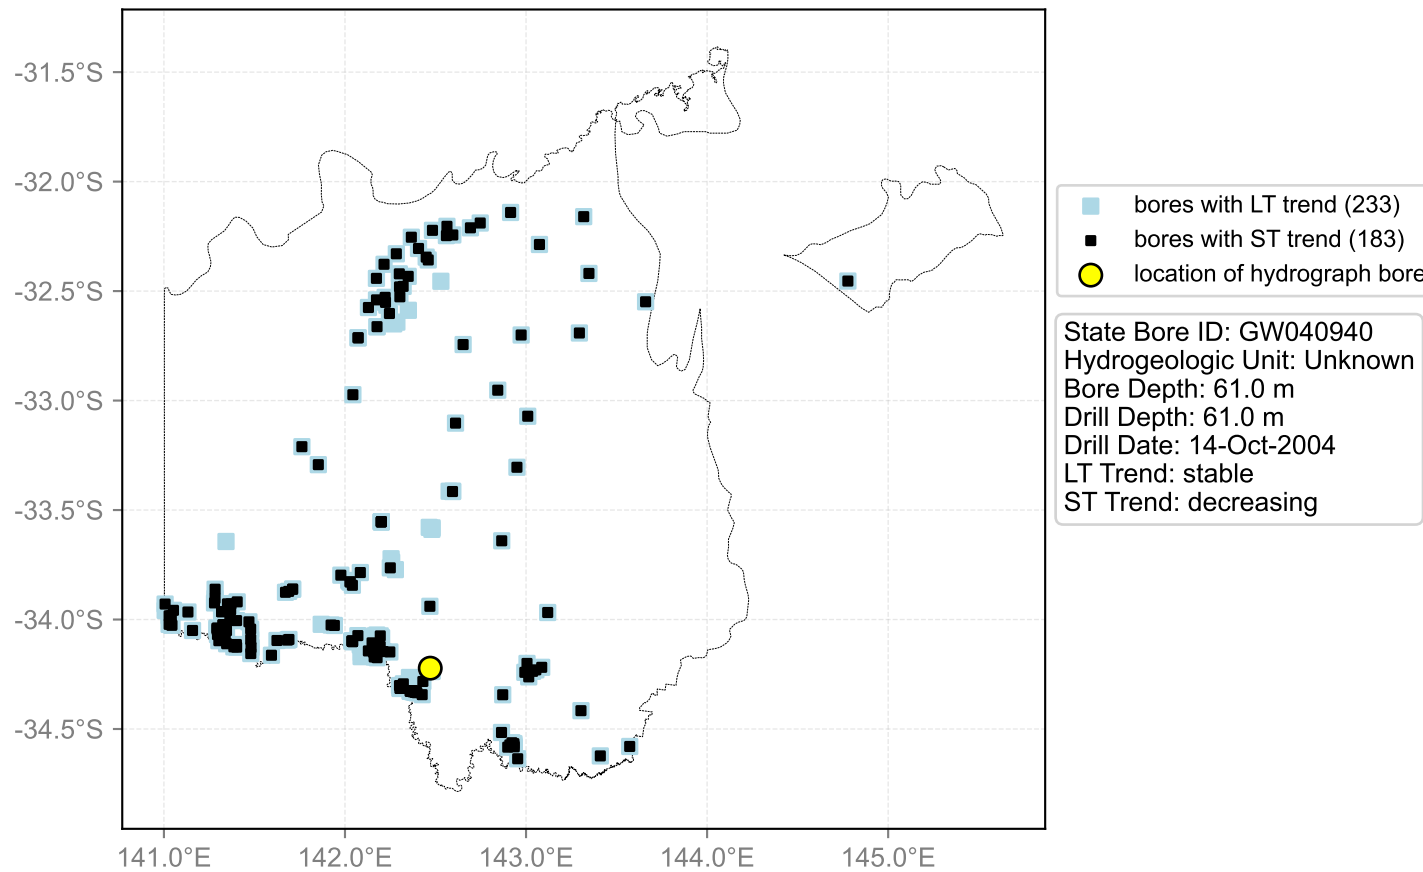 -31.5°S
-32.0°S
-32.5°S
-33.0°S
-33.5°S
-34.0°S
-34.5°S
141.0°E
142.0°E
143.0°E
144.0°E
145.0°E
bores with LT trend (233)
bores with ST trend (183)
location of hydrograph bore
State Bore ID: GW040940
Hydrogeologic Unit: Unknown
Bore Depth: 61.0 m
Drill Depth: 61.0 m
Drill Date: 14-Oct-2004
LT Trend: stable
ST Trend: decreasing